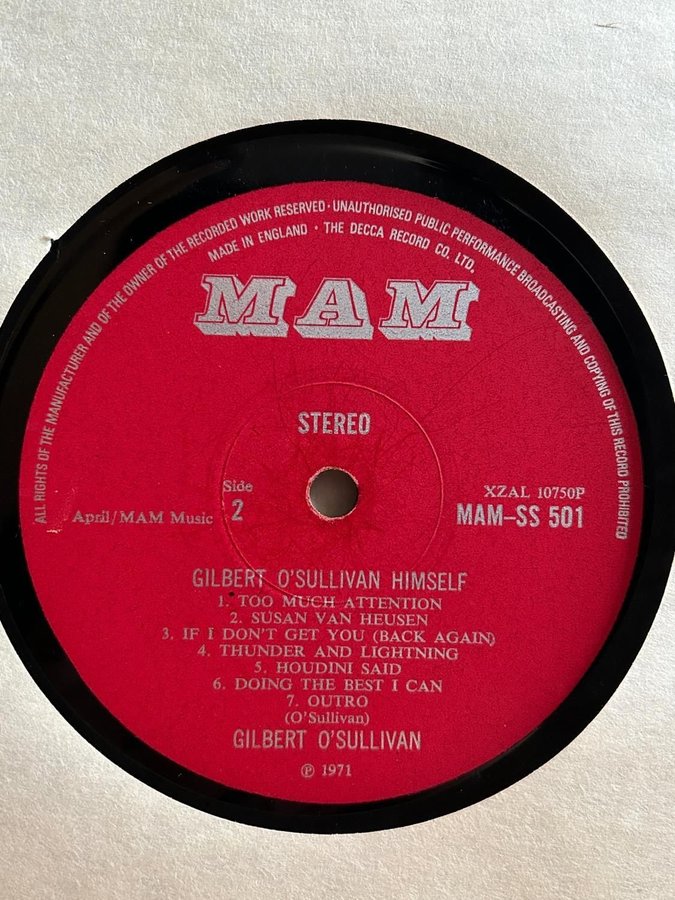 ALL RIGHTS OF THE MANUFACTURER AND OF THE OWNER OF THE RECORDED WORK RESERVED · UNAUTHORISED PUBLIC PERFORMANCE BROADCASTING AND COPYING OF THIS RECORD PROHIBITED
MADE IN ENGLAND · THE DECCA RECORD CO. LTD.
MAM
STEREO
Side
2
April/MAM Music
XZAL 10750P
MAM-SS 501
GILBERT O'SULLIVAN HIMSELF
1. TOO MUCH ATTENTION
2. SUSAN VAN HEUSEN
3. IF I DON'T GET YOU (BACK AGAIN)
4. THUNDER AND LIGHTNING
5. HOUDINI SAID
6. DOING THE BEST I CAN
7. OUTRO
(O'Sullivan)
GILBERT O'SULLIVAN
℗ 1971